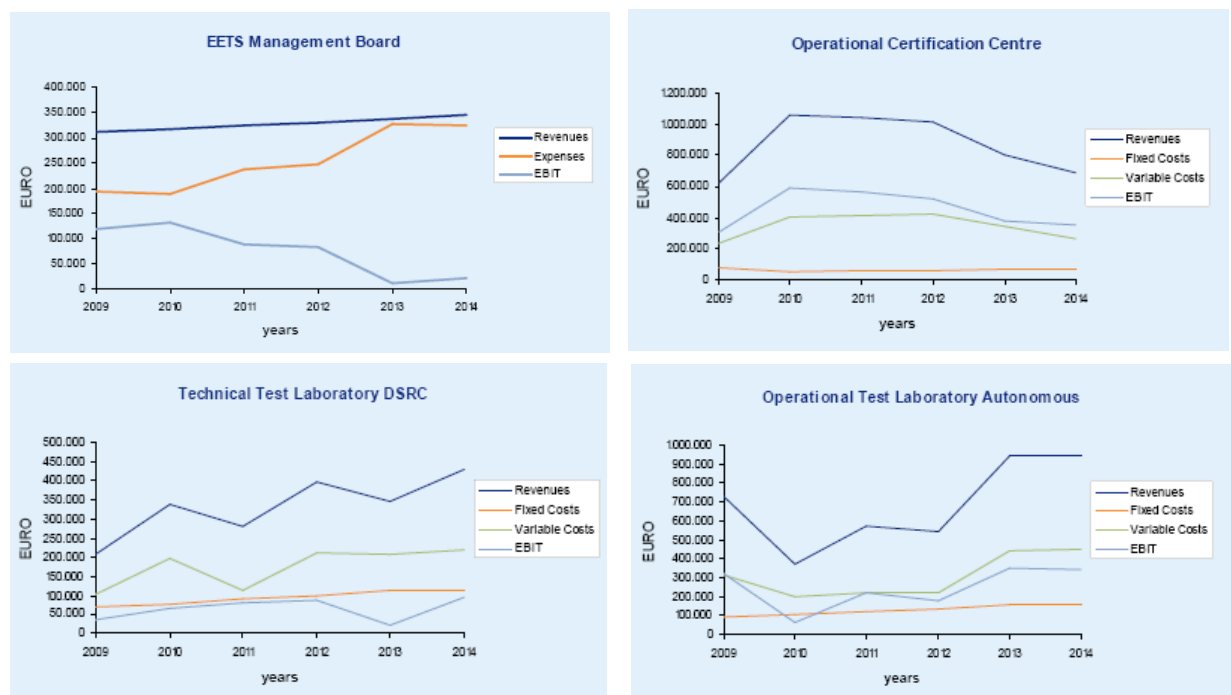 EETS Management Board
400.000
350.000
300.000
250.000
200.000
150.000
100.000
50.000
0
EURO
2009 2010 2011 2012 2013 2014
years
Revenues
Expenses
EBIT
Operational Certification Centre
1.200.000
1.000.000
800.000
600.000
400.000
200.000
0
EURO
2009 2010 2011 2012 2013 2014
years
Revenues
Fixed Costs
Variable Costs
EBIT
Technical Test Laboratory DSRC
500.000
450.000
400.000
350.000
300.000
250.000
200.000
150.000
100.000
50.000
0
EURO
2009 2010 2011 2012 2013 2014
years
Revenues
Fixed Costs
Variable Costs
EBIT
Operational Test Laboratory Autonomous
1.000.000
900.000
800.000
700.000
600.000
500.000
400.000
300.000
200.000
100.000
0
EURO
2009 2010 2011 2012 2013 2014
years
Revenues
Fixed Costs
Variable Costs
EBIT